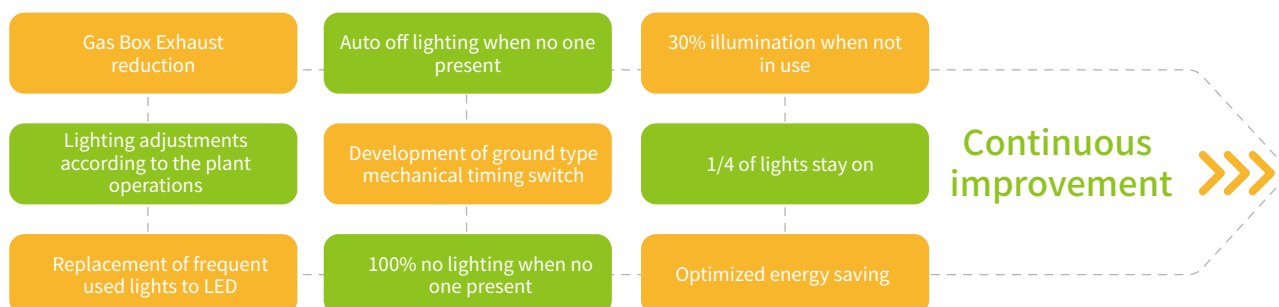 Gas Box Exhaust
reduction
Auto off lighting when no one
present
30% illumination when not
in use
Lighting adjustments
according to the plant
operations
Development of ground type
mechanical timing switch
1/4 of lights stay on
Continuous
improvement
Replacement of frequent
used lights to LED
100% no lighting when no
one present
Optimized energy saving